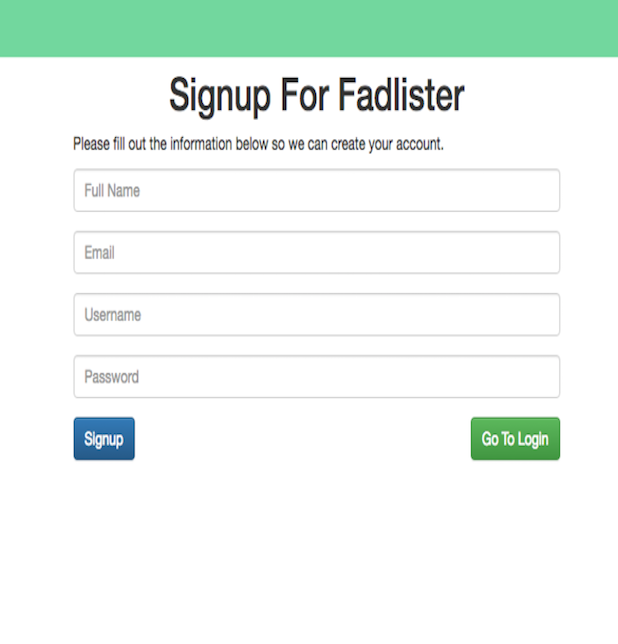 Signup For Fadlister
Please fill out the information below so we can create your account.
Full Name
Email
Username
Password
Signup
Go To Login